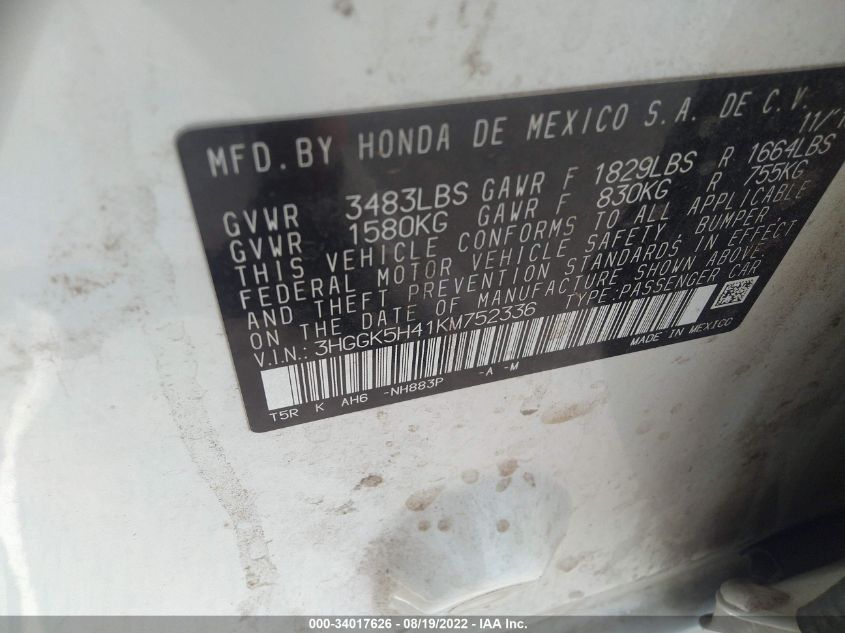 MFD.BY HONDA DE MEXICO S.A. DE C.V.
11/
GVWR 3483LBS GAWR F 1829LBS R 1664LBS
GVWR 1580KG GAWR F 830KG R 755KG
THIS VEHICLE CONFORMS TO ALL APPLICABLE
FEDERAL MOTOR VEHICLE SAFETY, BUMPER
AND THEFT PREVENTION STANDARDS IN EFFECT
ON THE DATE OF MANUFACTURE SHOWN ABOVE.
V.I.N.: 3HGGK5H41KM752336 TYPE:PASSENGER CAR
T5R K AH6 -NH883P -A -M MADE IN MEXICO
000-34017626 - 08/19/2022 - IAA Inc.